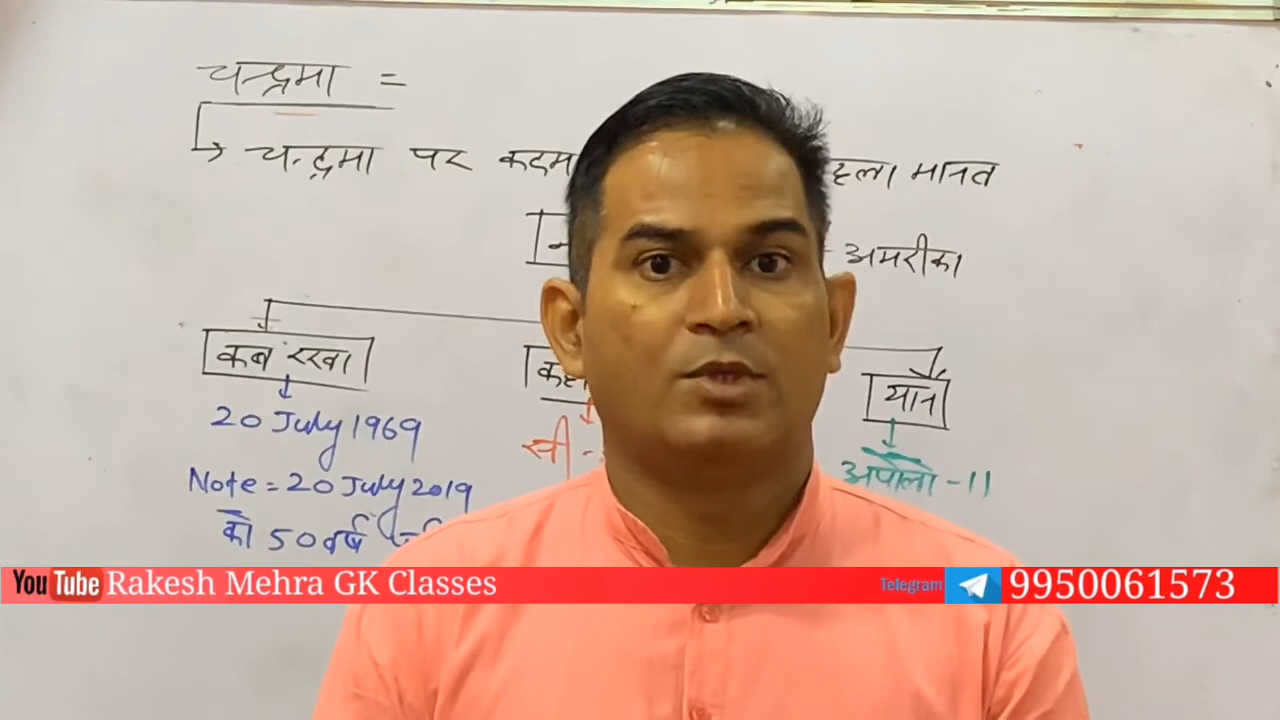 चन्द्रमा =
चन्द्रमा पर कदम हला मानव
अमरीका
कब रखा
यान
20 July 1969
अपोलो -11
Note = 20 July 2019
को 50 वर्ष
YouTube Rakesh Mehra GK Classes Telegram 9950061573